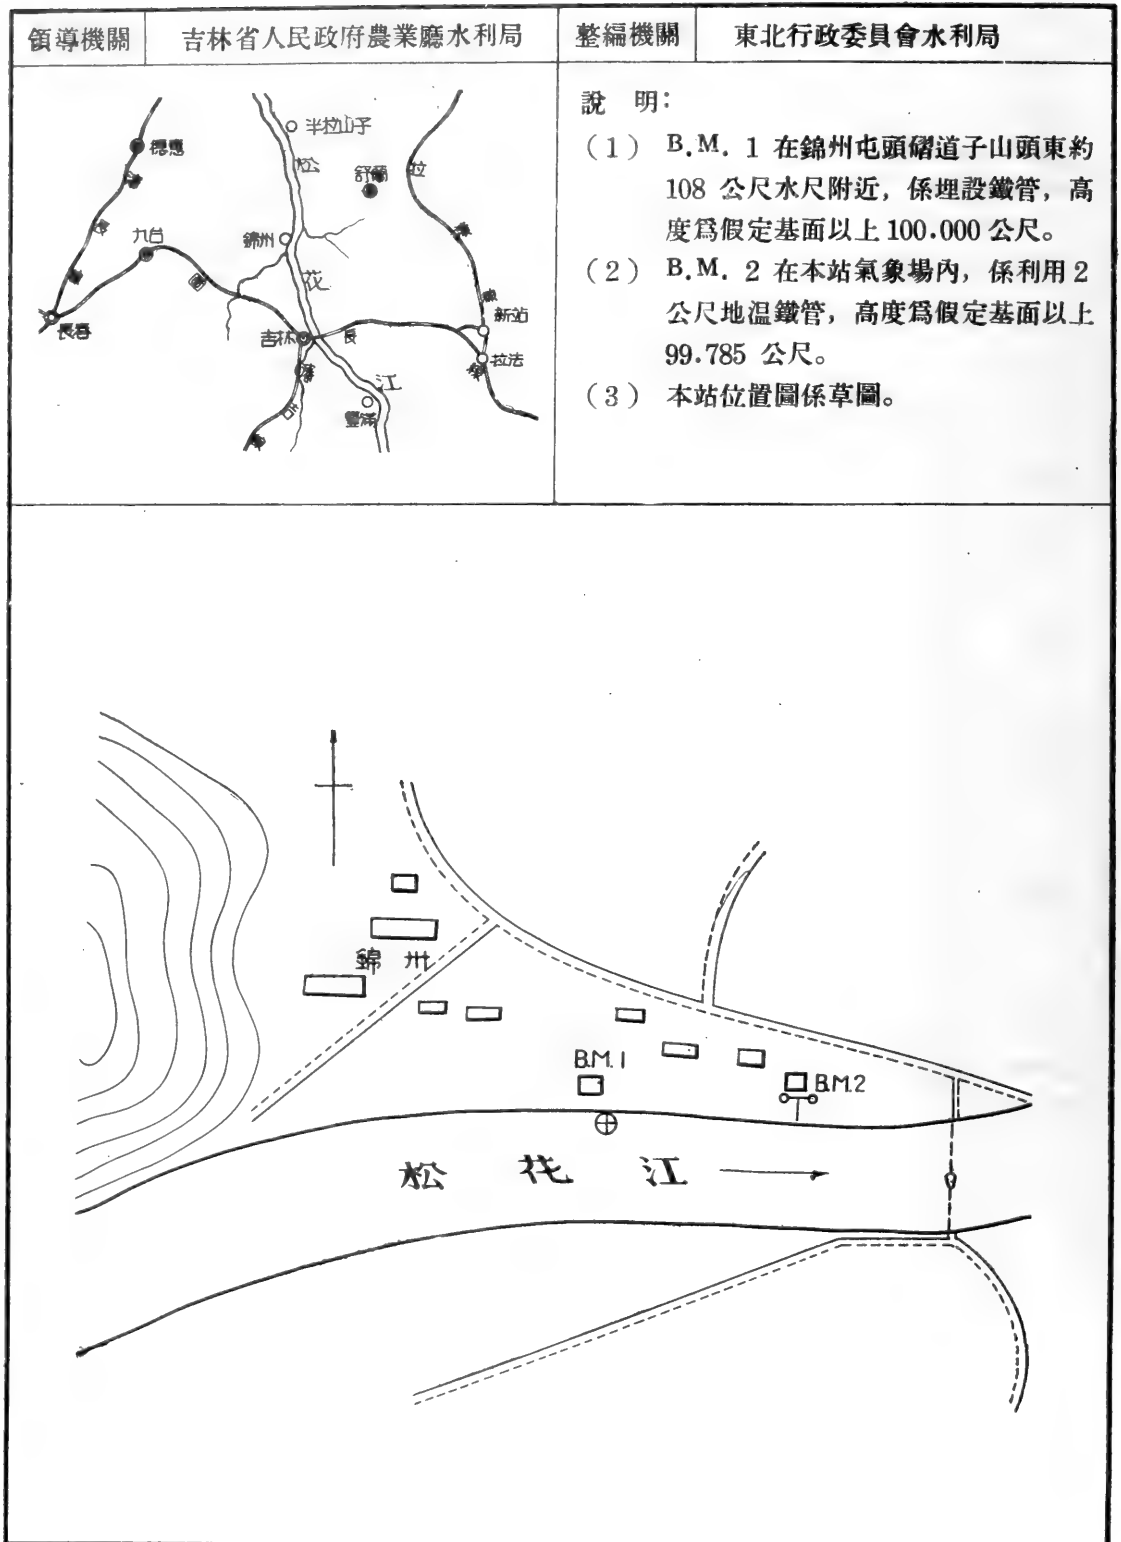 領導機關 吉林省人民政府農業廳水利局 整編機關 東北行政委員會水利局
說 明：
（1） B.M. 1 在錦州屯頭磖道子山頭東約
108 公尺水尺附近，係埋設鐵管，高
度爲假定基面以上 100.000 公尺。
（2） B.M. 2 在本站氣象場內，係利用 2
公尺地温鐵管，高度爲假定基面以上
99.785 公尺。
（3） 本站位置圖係草圖。
半拉山子
德惠
松
舒蘭
拉
九台
錦州
花
圖
新站
長春
吉林
長
拉法
江
豐滿
吉
錦州
B.M.1
B.M.2
松花江